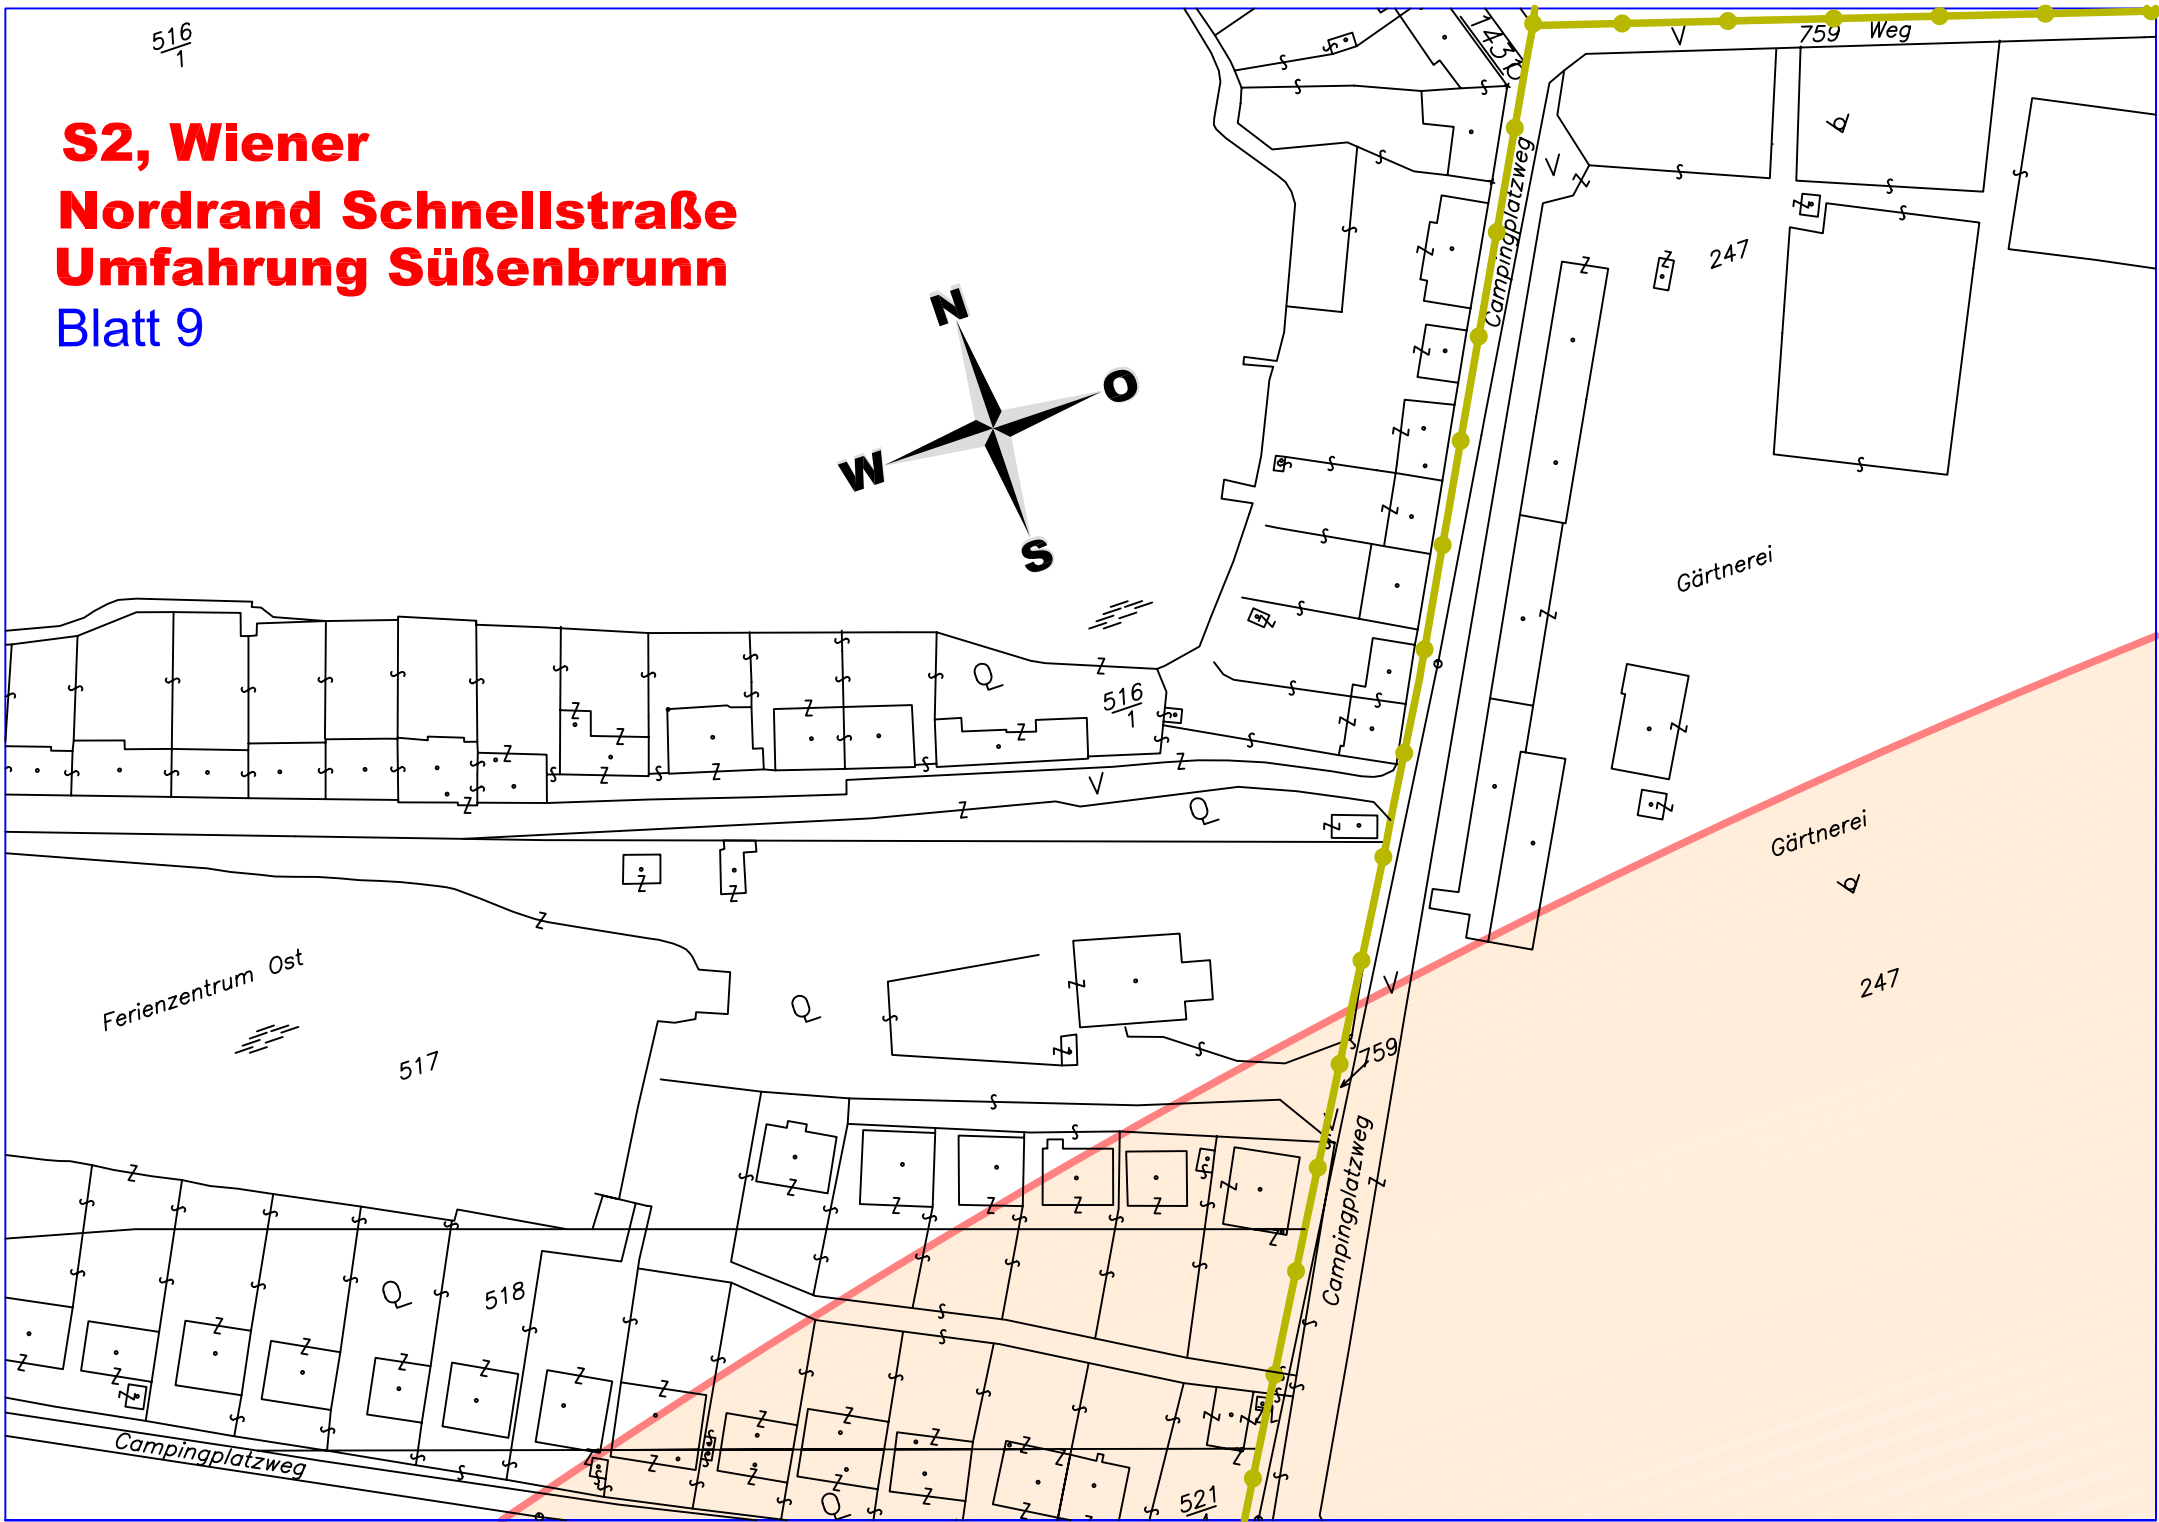 516
1
S2, Wiener
Nordrand Schnellstraße
Umfahrung Süßenbrunn
Blatt 9
N
O
W
S
759 Weg
Campingplatzweg
247
Gärtnerei
516
1
Gärtnerei
247
Ferienzentrum Ost
517
759
Campingplatzweg
518
Campingplatzweg
521